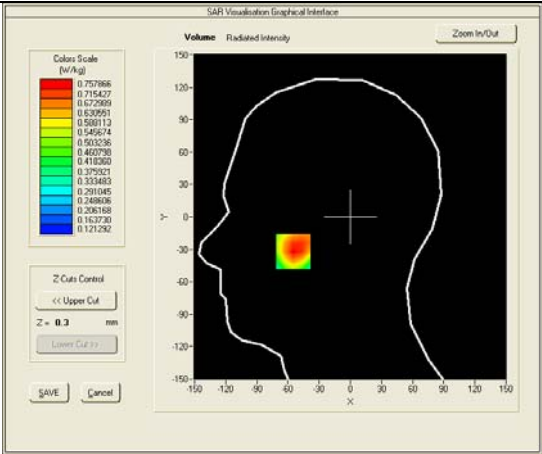 SAR Visualisation Graphical Interface
Volume Radiated Intensity
Zoom In/Out
Colors Scale
(W/kg)
0.757866
0.715427
0.672989
0.630551
0.588113
0.545674
0.503236
0.460798
0.418360
0.375921
0.333483
0.291045
0.248606
0.206168
0.163730
0.121292
Z-Cuts Control
<< Upper Cut
Z = 0.3 mm
Lower Cut >>
SAVE Cancel
150-
120-
90-
60-
30-
0-
-30-
-60-
-90-
-120-
-150-
Y
-150 -120 -90 -60 -30 0 30 60 90 120 150
X